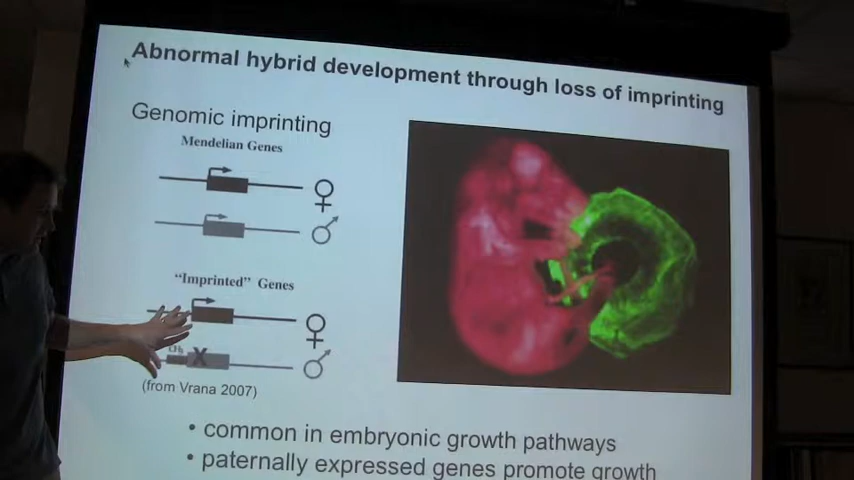 Abnormal hybrid development through loss of imprinting
Genomic imprinting
Mendelian Genes
♀
♂
"Imprinted" Genes
♀
X ♂
(from Vrana 2007)
• common in embryonic growth pathways
• paternally expressed genes promote growth